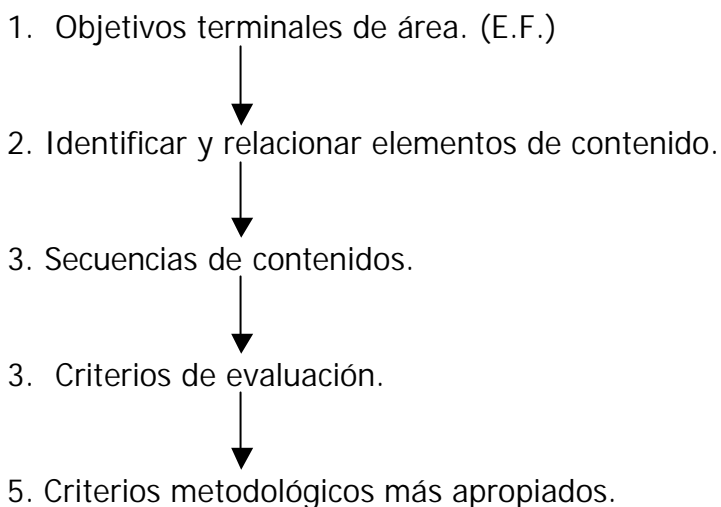 1. Objetivos terminales de área. (E.F.)
2. Identificar y relacionar elementos de contenido.
3. Secuencias de contenidos.
3. Criterios de evaluación.
5. Criterios metodológicos más apropiados.